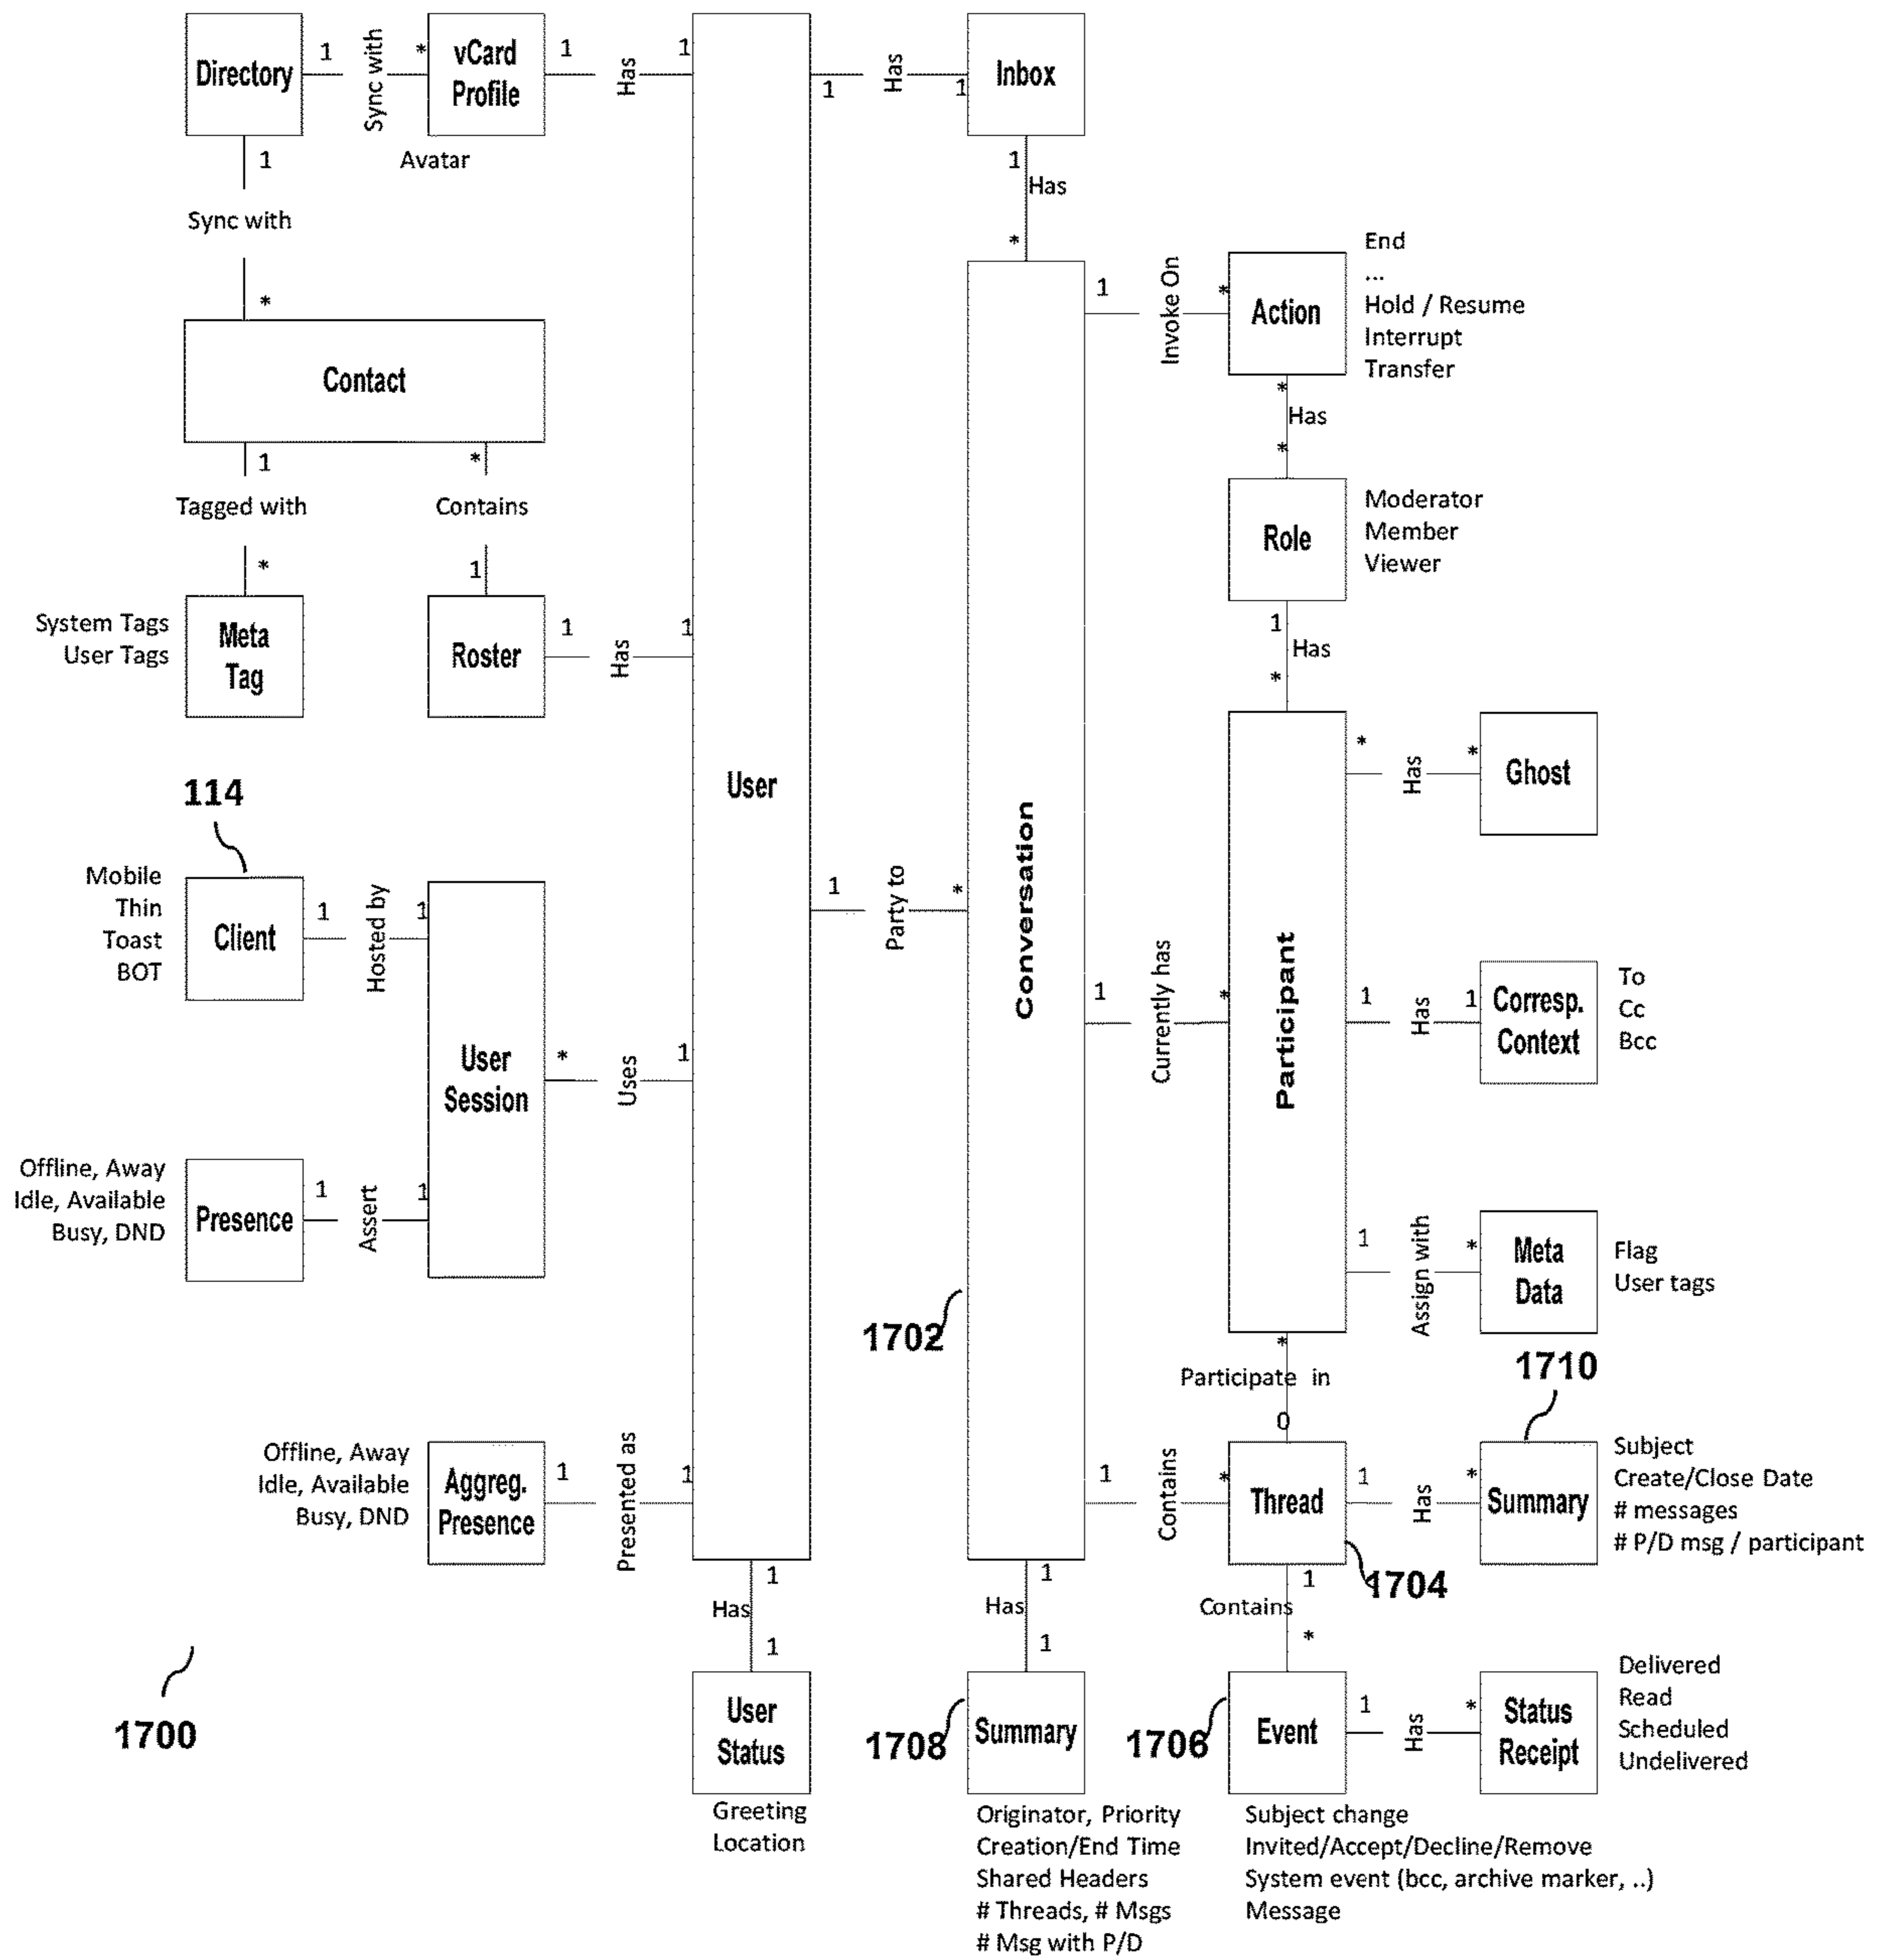 Directory
1
Sync with
*
vCard
Profile
1
Has
1
1
Has
1
Inbox
Avatar
1
Sync with
*
1
Has
*
Contact
1
Invoke On
*
Action
End
...
Hold / Resume
Interrupt
Transfer
*
Has
*
1
Tagged with
*
*
Contains
1
Role
Moderator
Member
Viewer
System Tags
User Tags
Meta
Tag
Roster
1
Has
1
1
Has
*
User
114
Mobile
Thin
Toast
BOT
Client
1
Hosted by
1
User
Session
*
Uses
1
1
Party to
*
Conversation
1
Currently has
*
Participant
*
Has
*
Ghost
1
Has
1
Corresp.
Context
To
Cc
Bcc
Offline, Away
Idle, Available
Busy, DND
Presence
1
Assert
1
1
Assign with
*
Meta
Data
Flag
User tags
1702
*
Participate in
0
1710
Offline, Away
Idle, Available
Busy, DND
Aggreg.
Presence
1
Presented as
1
1
Contains
*
Thread
1
Has
*
Summary
Subject
Create/Close Date
# messages
# P/D msg / participant
1704
1
Has
1
1
Has
1
1
Contains
*
1700
User
Status
Greeting
Location
1708
Summary
Originator, Priority
Creation/End Time
Shared Headers
# Threads, # Msgs
# Msg with P/D
1706
Event
1
Has
*
Status
Receipt
Delivered
Read
Scheduled
Undelivered
Subject change
Invited/Accept/Decline/Remove
System event (bcc, archive marker, ..)
Message